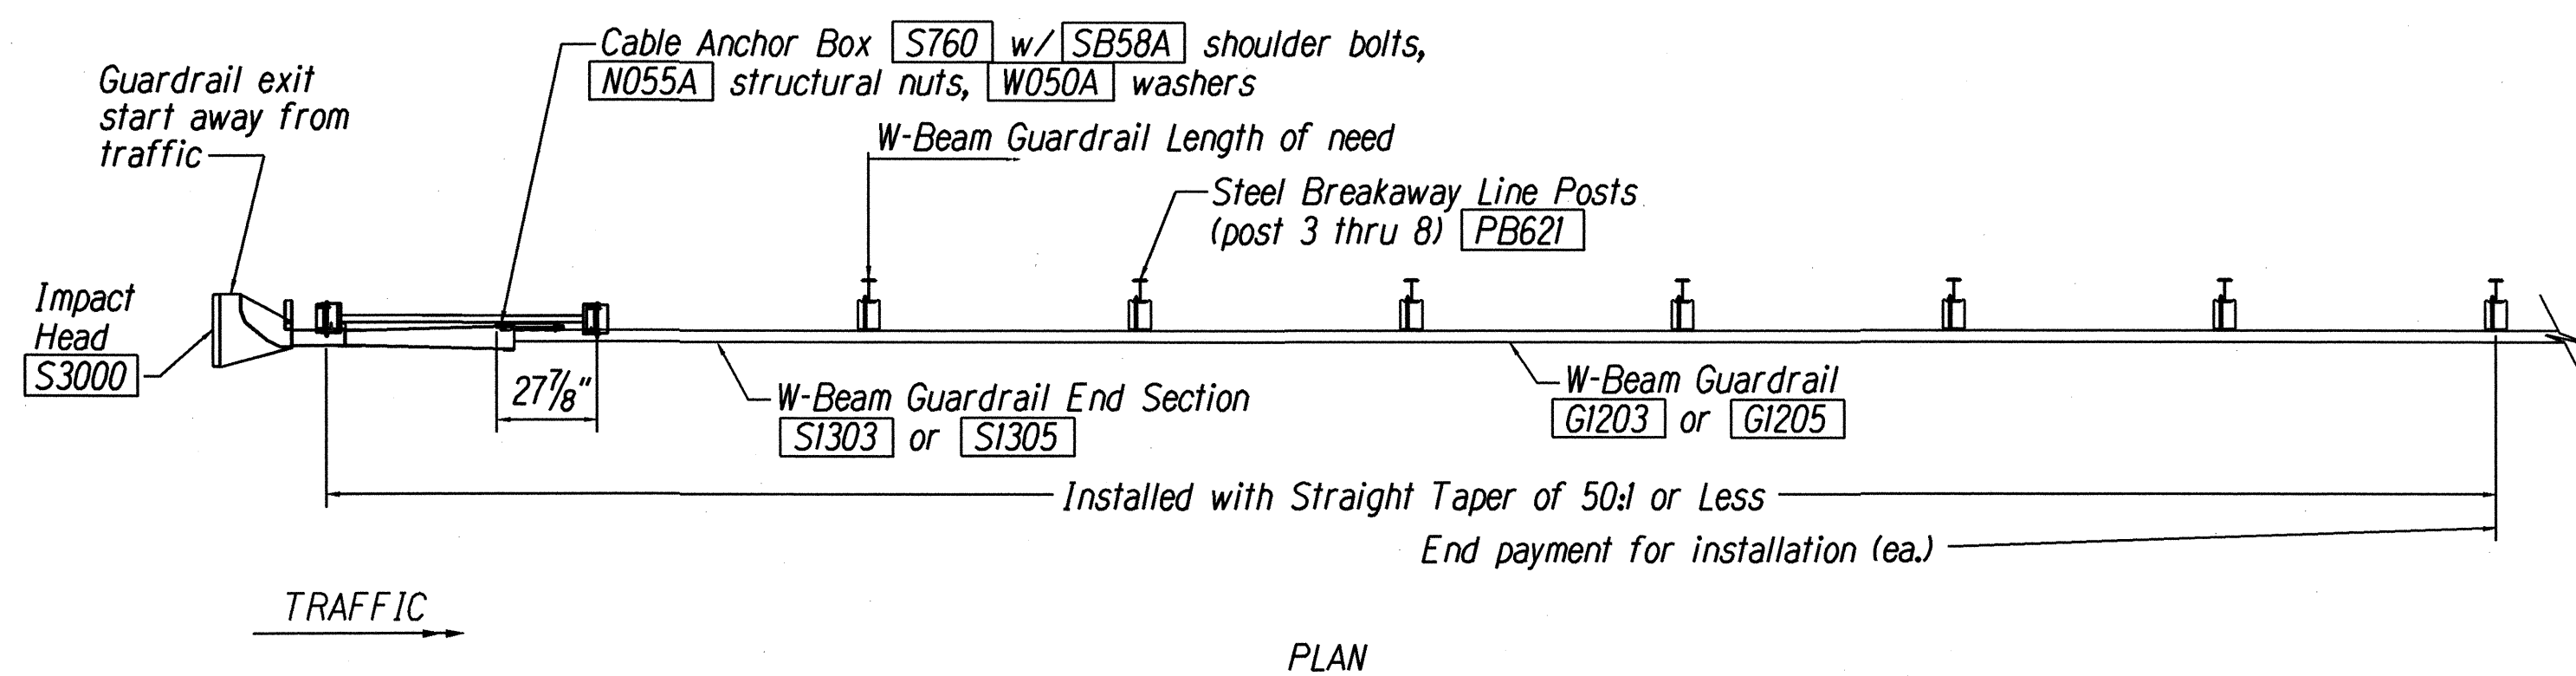 Cable Anchor Box S760 w/ SB58A shoulder bolts,
N055A structural nuts, W050A washers
Guardrail exit
start away from
traffic
W-Beam Guardrail Length of need
Steel Breakaway Line Posts
(post 3 thru 8) PB621
Impact
Head
S3000
27⅞"
W-Beam Guardrail End Section
S1303 or S1305
W-Beam Guardrail
G1203 or G1205
Installed with Straight Taper of 50:1 or Less
End payment for installation (ea.)
TRAFFIC
PLAN